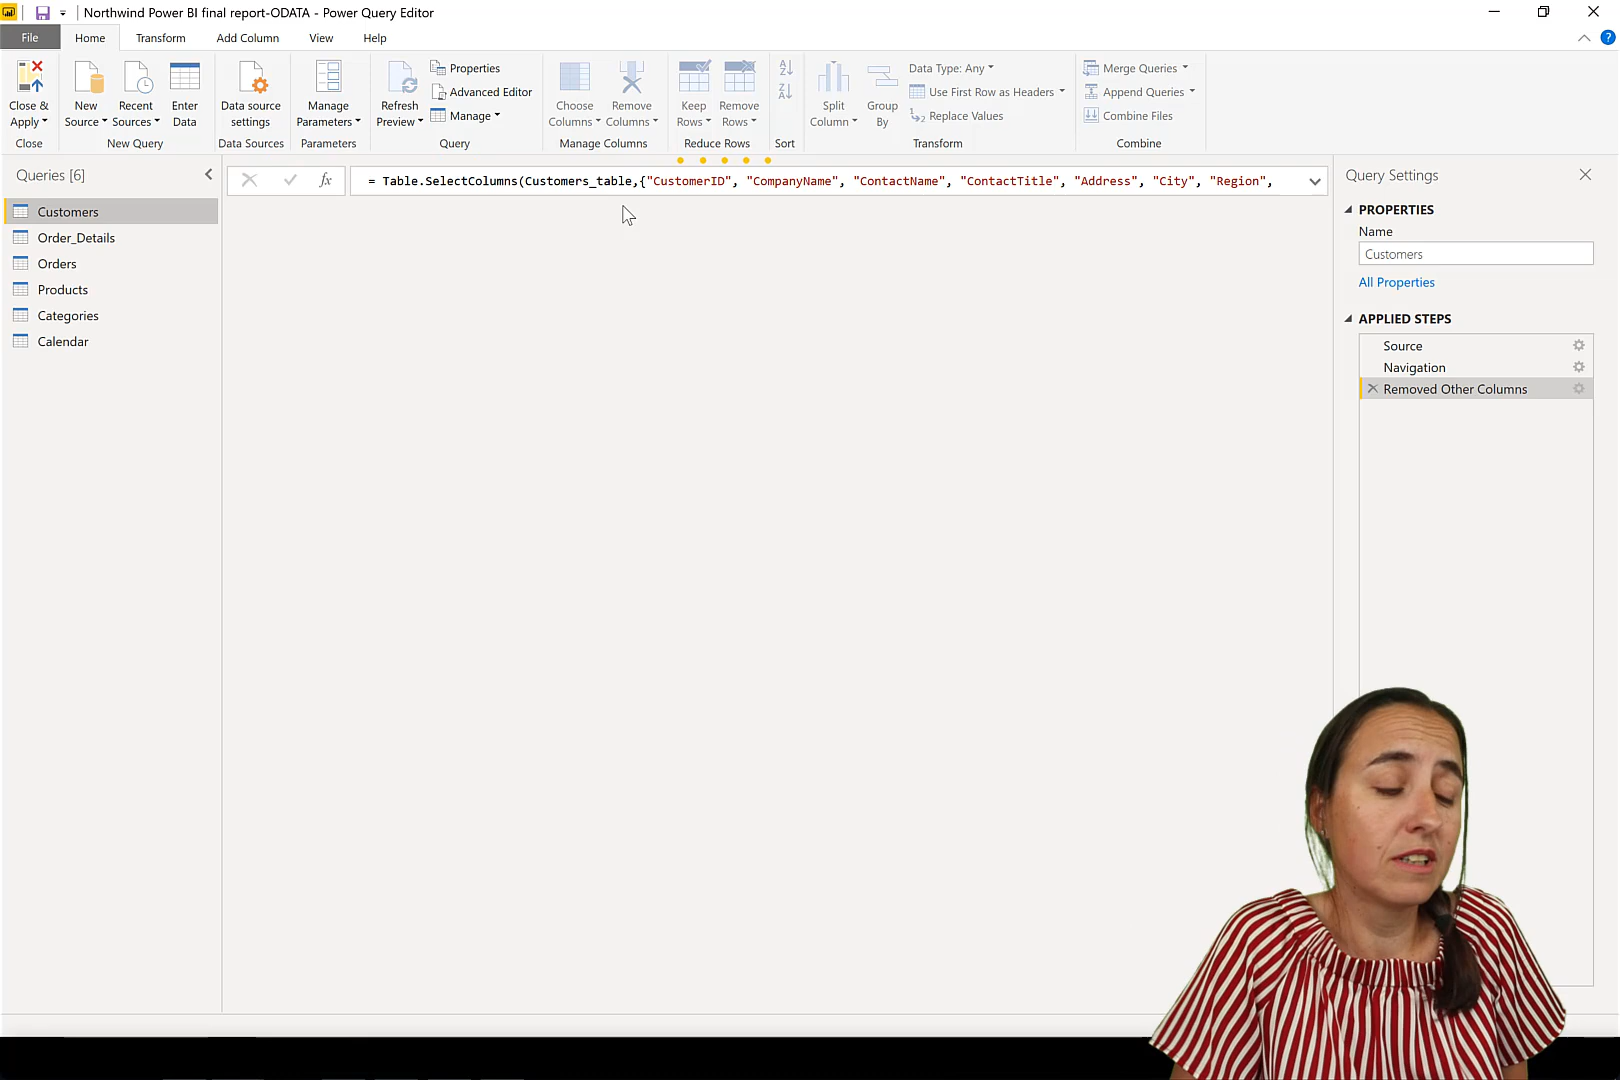 Northwind Power BI final report-ODATA - Power Query Editor
File Home Transform Add Column View Help
Close & Apply
New Source
Recent Sources
Enter Data
Data source settings
Manage Parameters
Refresh Preview
Properties
Advanced Editor
Manage
Choose Columns
Remove Columns
Keep Rows
Remove Rows
Split Column
Group By
Data Type: Any
Use First Row as Headers
Replace Values
Merge Queries
Append Queries
Combine Files
Close New Query Data Sources Parameters Query Manage Columns Reduce Rows Sort Transform Combine
Queries [6]
Customers
Order_Details
Orders
Products
Categories
Calendar
fx = Table.SelectColumns(Customers_table,{"CustomerID", "CompanyName", "ContactName", "ContactTitle", "Address", "City", "Region",
Query Settings
PROPERTIES
Name
Customers
All Properties
APPLIED STEPS
Source
Navigation
Removed Other Columns